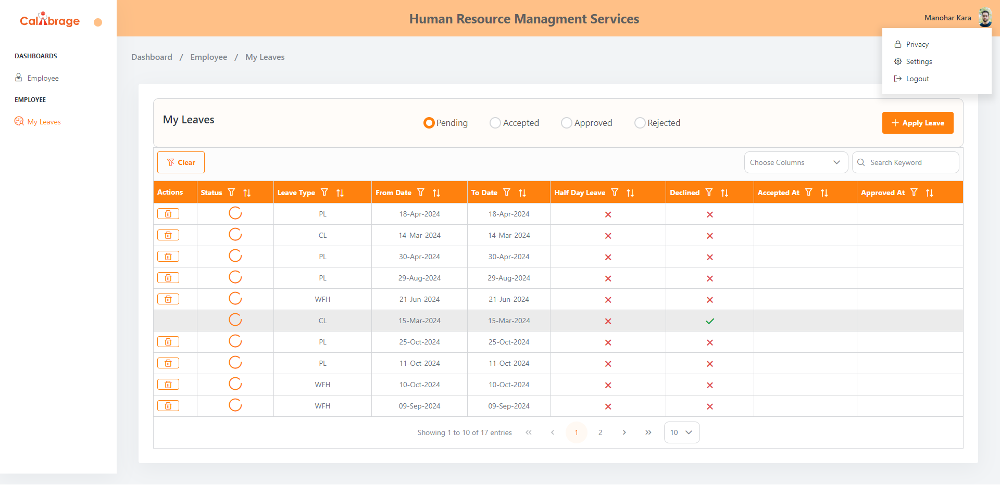 Calibrage
Human Resource Managment Services
Manohar Kara
Privacy
Settings
Logout
DASHBOARDS
Employee
EMPLOYEE
My Leaves
Dashboard / Employee / My Leaves
My Leaves
Pending Accepted Approved Rejected
Apply Leave
Clear
Choose Columns
Search Keyword
Actions Status Leave Type From Date To Date Half Day Leave Declined Accepted At Approved At
PL 18-Apr-2024 18-Apr-2024
CL 14-Mar-2024 14-Mar-2024
PL 30-Apr-2024 30-Apr-2024
PL 29-Aug-2024 29-Aug-2024
WFH 21-Jun-2024 21-Jun-2024
CL 15-Mar-2024 15-Mar-2024
PL 25-Oct-2024 25-Oct-2024
PL 11-Oct-2024 11-Oct-2024
WFH 10-Oct-2024 10-Oct-2024
WFH 09-Sep-2024 09-Sep-2024
Showing 1 to 10 of 17 entries « ‹ 1 2 › » 10